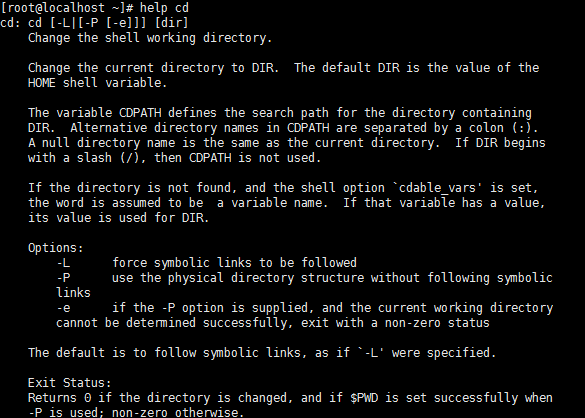 [root@localhost ~]# help cd
cd: cd [-L|[-P [-e]]] [dir]
    Change the shell working directory.

    Change the current directory to DIR.  The default DIR is the value of the
    HOME shell variable.

    The variable CDPATH defines the search path for the directory containing
    DIR.  Alternative directory names in CDPATH are separated by a colon (:).
    A null directory name is the same as the current directory.  If DIR begins
    with a slash (/), then CDPATH is not used.

    If the directory is not found, and the shell option `cdable_vars' is set,
    the word is assumed to be  a variable name.  If that variable has a value,
    its value is used for DIR.

    Options:
        -L      force symbolic links to be followed
        -P      use the physical directory structure without following symbolic
        links
        -e      if the -P option is supplied, and the current working directory
        cannot be determined successfully, exit with a non-zero status

    The default is to follow symbolic links, as if `-L' were specified.

    Exit Status:
    Returns 0 if the directory is changed, and if $PWD is set successfully when
    -P is used; non-zero otherwise.